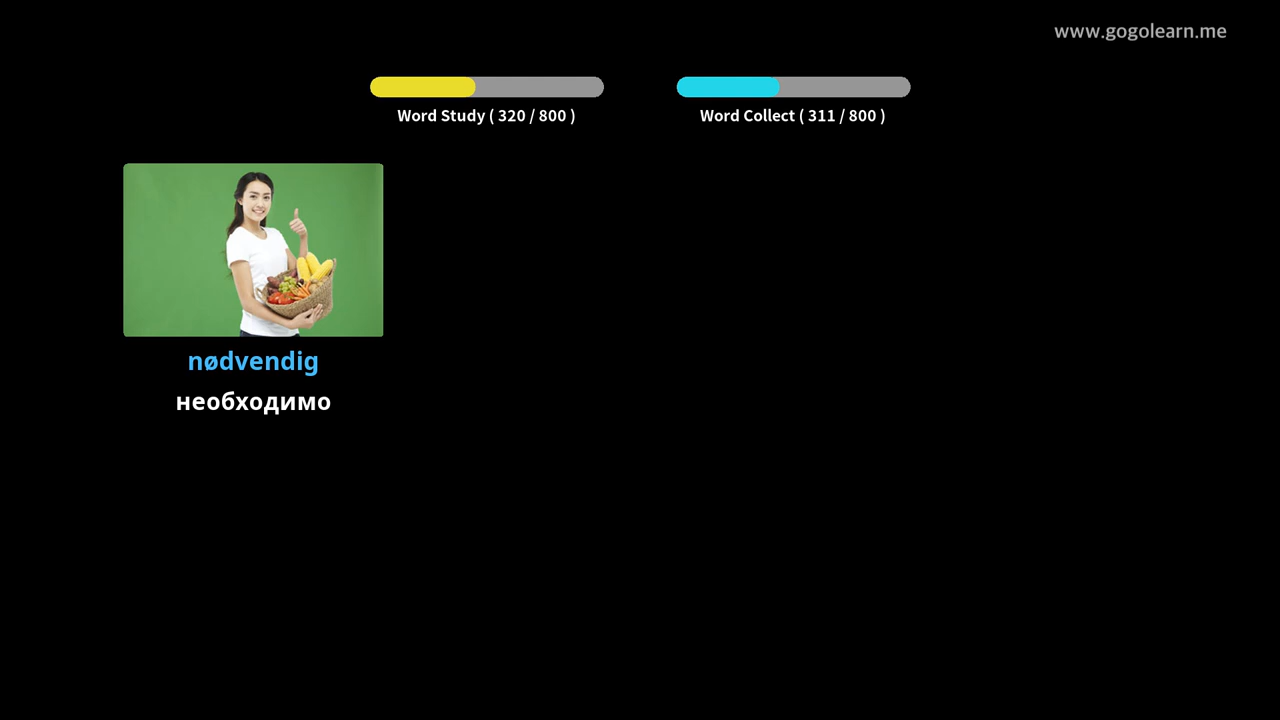 www.gogolearn.me
Word Study ( 320 / 800 )
Word Collect ( 311 / 800 )
nødvendig
необходимо